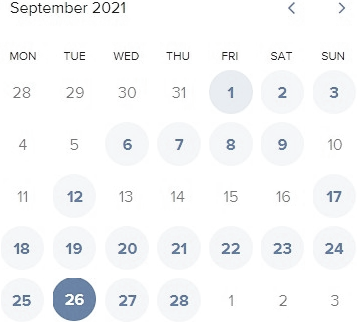 September 2021
MON TUE WED THU FRI SAT SUN
28 29 30 31 1 2 3
4 5 6 7 8 9 10
11 12 13 14 15 16 17
18 19 20 21 22 23 24
25 26 27 28 1 2 3